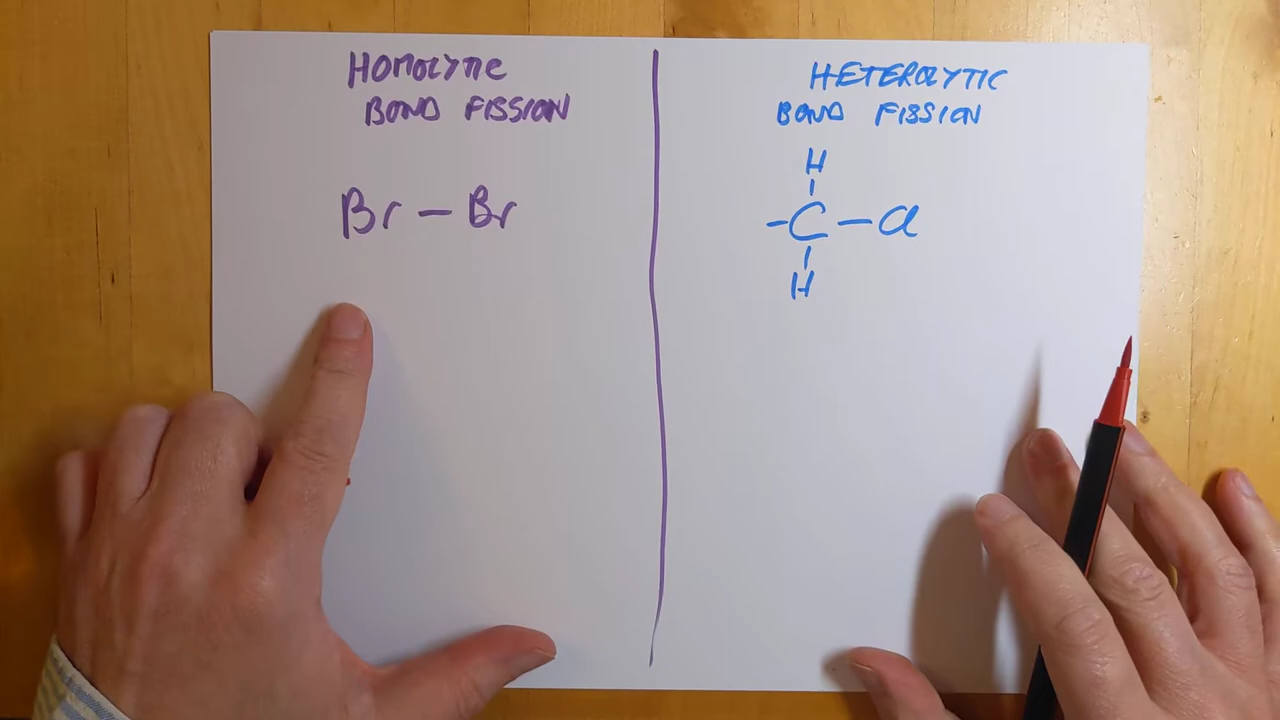 HOMOLYTIC
BOND FISSION
Br - Br
HETEROLYTIC
BOND FISSION
H
-C-Cl
H